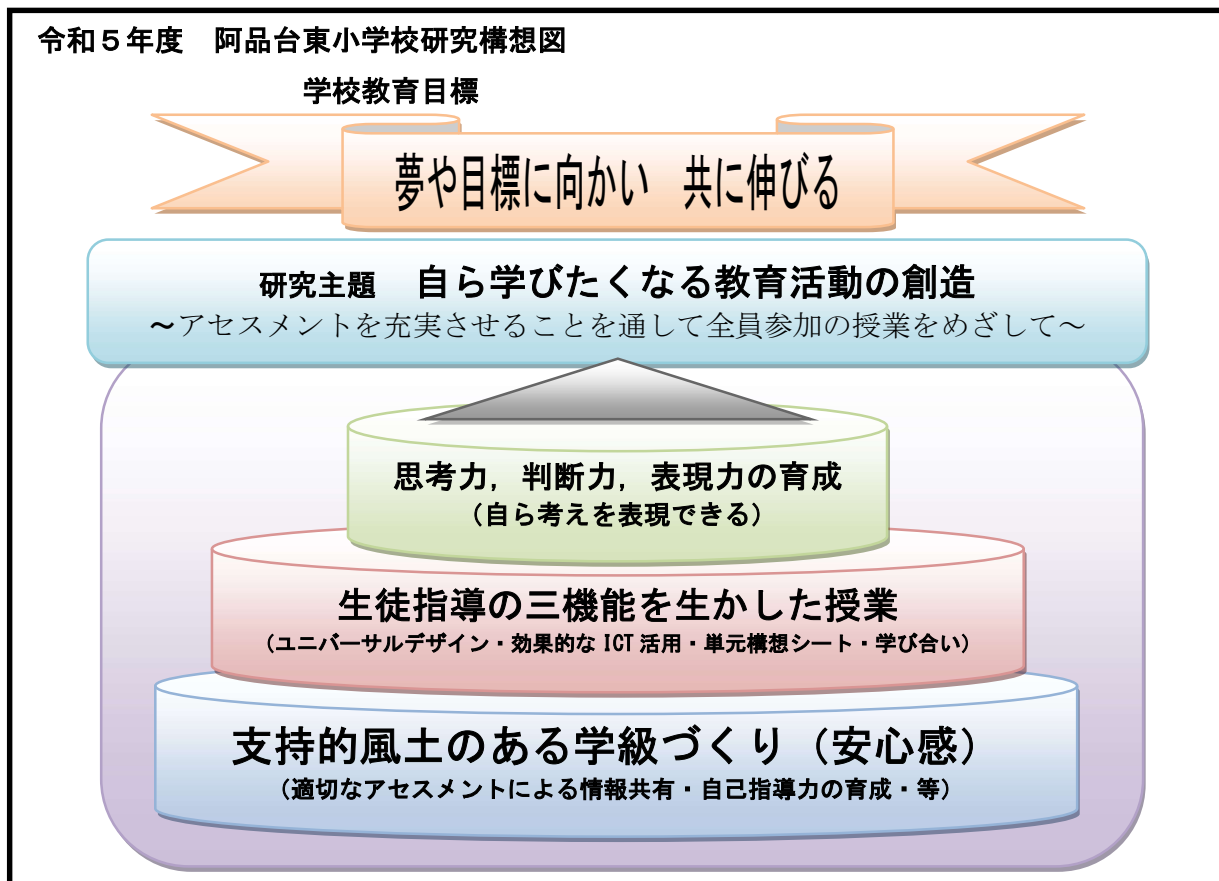 令和５年度　阿品台東小学校研究構想図
学校教育目標
夢や目標に向かい　共に伸びる
研究主題　自ら学びたくなる教育活動の創造
～アセスメントを充実させることを通して全員参加の授業をめざして～
思考力，判断力，表現力の育成
（自ら考えを表現できる）
生徒指導の三機能を生かした授業
（ユニバーサルデザイン・効果的な ICT 活用・単元構想シート・学び合い）
支持的風土のある学級づくり（安心感）
（適切なアセスメントによる情報共有・自己指導力の育成・等）